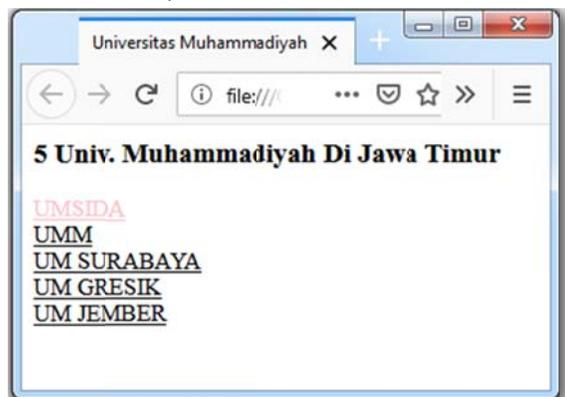 Universitas Muhammadiyah
file:///
5 Univ. Muhammadiyah Di Jawa Timur
UMSIDA
UMM
UM SURABAYA
UM GRESIK
UM JEMBER